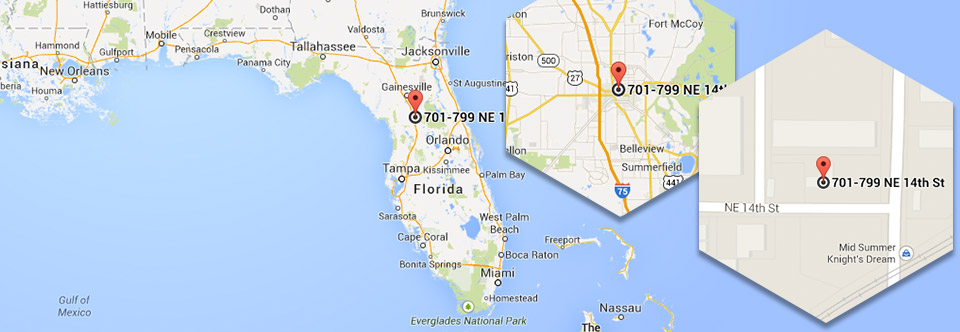 Hattiesburg
Dothan
Brunswick
Crestview
Valdosta
Hammond
Mobile
Tallahassee
Gulfport
Pensacola
Jacksonville
siana
New Orleans
Panama City
Houma
St Augustine
Gainesville
701-799 NE 1
Orlando
Tampa
Kissimmee
Palm Bay
Florida
Sarasota
West Palm
Beach
Cape Coral
Freeport
Boca Raton
Bonita Springs
Miami
Gulf of
Mexico
Homestead
Nassau
Everglades National Park
The
Fort McCoy
riston
500
27
41
701-799 NE 14th
Belleview
Summerfield
75
441
701-799 NE 14th St
NE 14th St
Mid Summer
Knight's Dream